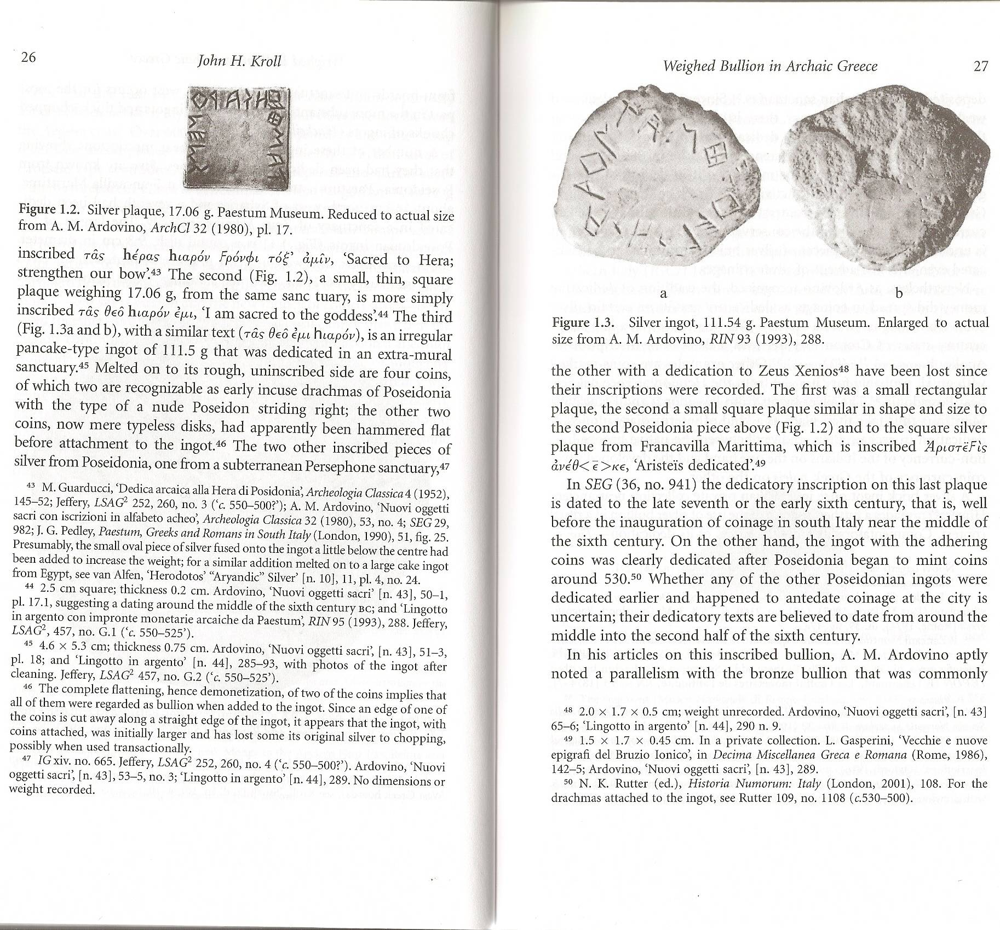 26
John H. Kroll
Figure 1.2. Silver plaque, 17.06 g. Paestum Museum. Reduced to actual size
from A. M. Ardovino, ArchCl 32 (1980), pl. 17.
inscribed τᾶς hέρας hιαρόν Ϝρόνφι τόξ’ ἀμῖν, ‘Sacred to Hera;
strengthen our bow’.⁴³ The second (Fig. 1.2), a small, thin, square
plaque weighing 17.06 g, from the same sanc tuary, is more simply
inscribed τᾶς θεô hιαρόν ἐμι, ‘I am sacred to the goddess’.⁴⁴ The third
(Fig. 1.3a and b), with a similar text (τᾶς θεô ἐμι hιαρόν), is an irregular
pancake-type ingot of 111.5 g that was dedicated in an extra-mural
sanctuary.⁴⁵ Melted on to its rough, uninscribed side are four coins,
of which two are recognizable as early incuse drachmas of Poseidonia
with the type of a nude Poseidon striding right; the other two
coins, now mere typeless disks, had apparently been hammered flat
before attachment to the ingot.⁴⁶ The two other inscribed pieces of
silver from Poseidonia, one from a subterranean Persephone sanctuary,⁴⁷
⁴³ M. Guarducci, ‘Dedica arcaica alla Hera di Posidonia’, Archeologia Classica 4 (1952),
145–52; Jeffery, LSAG² 252, 260, no. 3 (‘c. 550–500?’); A. M. Ardovino, ‘Nuovi oggetti
sacri con iscrizioni in alfabeto acheo’, Archeologia Classica 32 (1980), 53, no. 4; SEG 29,
982; J. G. Pedley, Paestum, Greeks and Romans in South Italy (London, 1990), 51, fig. 25.
Presumably, the small oval piece of silver fused onto the ingot a little below the centre had
been added to increase the weight; for a similar addition melted on to a large cake ingot
from Egypt, see van Alfen, ‘Herodotos’ “Aryandic” Silver’ [n. 10], 11, pl. 4, no. 24.
⁴⁴ 2.5 cm square; thickness 0.2 cm. Ardovino, ‘Nuovi oggetti sacri’ [n. 43], 50–1,
pl. 17.1, suggesting a dating around the middle of the sixth century BC; and ‘Lingotto
in argento con impronte monetarie arcaiche da Paestum’, RIN 95 (1993), 288. Jeffery,
LSAG², 457, no. G.1 (‘c. 550–525’).
⁴⁵ 4.6 × 5.3 cm; thickness 0.75 cm. Ardovino, ‘Nuovi oggetti sacri’, [n. 43], 51–3,
pl. 18; and ‘Lingotto in argento’ [n. 44], 285–93, with photos of the ingot after
cleaning. Jeffery, LSAG² 457, no. G.2 (‘c. 550–525’).
⁴⁶ The complete flattening, hence demonetization, of two of the coins implies that
all of them were regarded as bullion when added to the ingot. Since an edge of one of
the coins is cut away along a straight edge of the ingot, it appears that the ingot, with
coins attached, was initially larger and has lost some its original silver to chopping,
possibly when used transactionally.
⁴⁷ IG xiv. no. 665. Jeffery, LSAG² 252, 260, no. 4 (‘c. 550–500?’). Ardovino, ‘Nuovi
oggetti sacri’, [n. 43], 53–5, no. 3; ‘Lingotto in argento’ [n. 44], 289. No dimensions or
weight recorded.
Weighed Bullion in Archaic Greece
27
a
b
Figure 1.3. Silver ingot, 111.54 g. Paestum Museum. Enlarged to actual
size from A. M. Ardovino, RIN 93 (1993), 288.
the other with a dedication to Zeus Xenios⁴⁸ have been lost since
their inscriptions were recorded. The first was a small rectangular
plaque, the second a small square plaque similar in shape and size to
the second Poseidonia piece above (Fig. 1.2) and to the square silver
plaque from Francavilla Marittima, which is inscribed Ἀριστε̈Ϝὶς
ἀνέθ<ε̄>κε, ‘Aristeïs dedicated’.⁴⁹
In SEG (36, no. 941) the dedicatory inscription on this last plaque
is dated to the late seventh or the early sixth century, that is, well
before the inauguration of coinage in south Italy near the middle of
the sixth century. On the other hand, the ingot with the adhering
coins was clearly dedicated after Poseidonia began to mint coins
around 530.⁵⁰ Whether any of the other Poseidonian ingots were
dedicated earlier and happened to antedate coinage at the city is
uncertain; their dedicatory texts are believed to date from around the
middle into the second half of the sixth century.
In his articles on this inscribed bullion, A. M. Ardovino aptly
noted a parallelism with the bronze bullion that was commonly
⁴⁸ 2.0 × 1.7 × 0.5 cm; weight unrecorded. Ardovino, ‘Nuovi oggetti sacri’, [n. 43]
65–6; ‘Lingotto in argento’ [n. 44], 290 n. 9.
⁴⁹ 1.5 × 1.7 × 0.45 cm. In a private collection. L. Gasperini, ‘Vecchie e nuove
epigrafi del Bruzio Ionico’, in Decima Miscellanea Greca e Romana (Rome, 1986),
142–5; Ardovino, ‘Nuovi oggetti sacri’, [n. 43], 289.
⁵⁰ N. K. Rutter (ed.), Historia Numorum: Italy (London, 2001), 108. For the
drachmas attached to the ingot, see Rutter 109, no. 1108 (c.530–500).